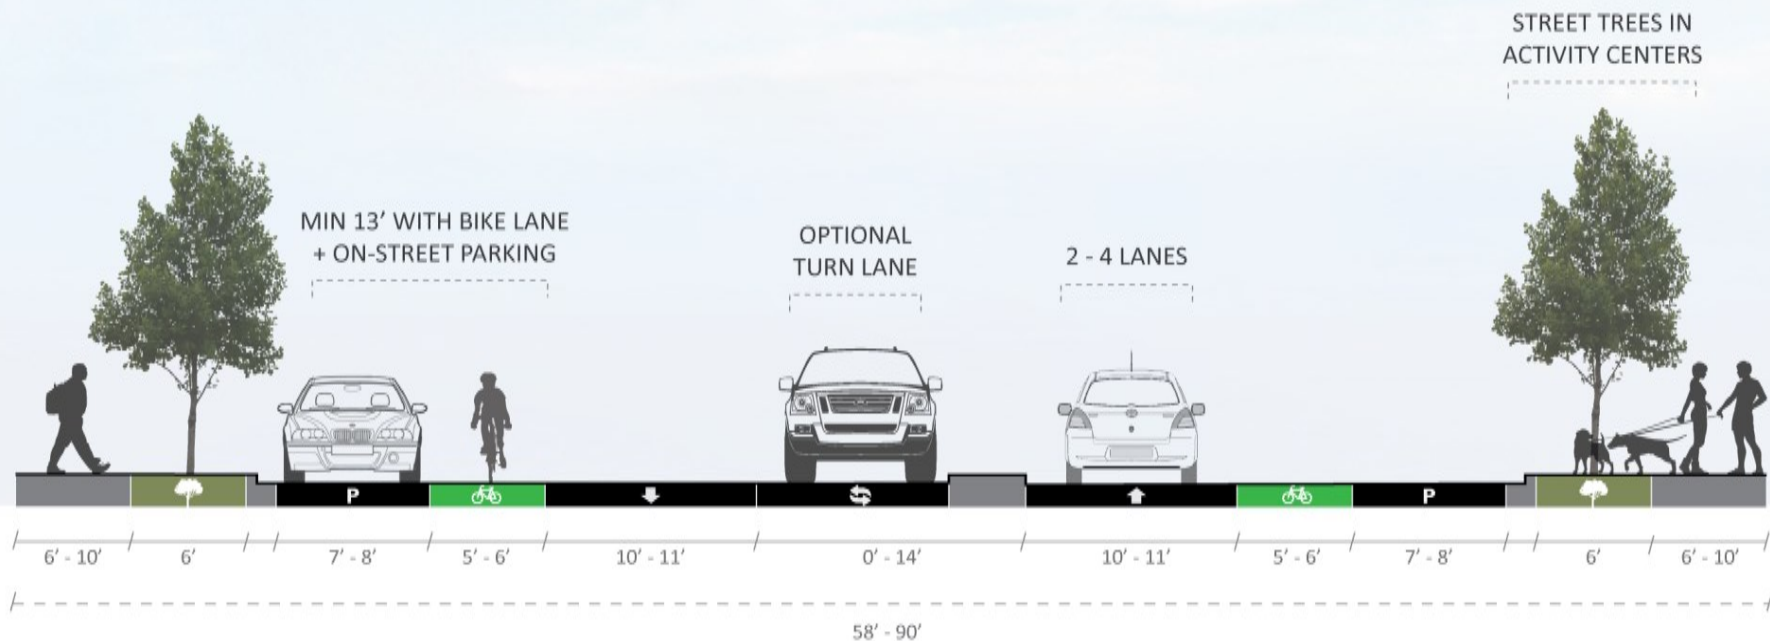 STREET TREES IN
ACTIVITY CENTERS
MIN 13’ WITH BIKE LANE
+ ON-STREET PARKING
OPTIONAL
TURN LANE
2 - 4 LANES
P
P
6’ - 10’
6’
7’ - 8’
5’ - 6’
10’ - 11’
0’ - 14’
10’ - 11’
5’ - 6’
7’ - 8’
6’
6’ - 10’
58’ - 90’